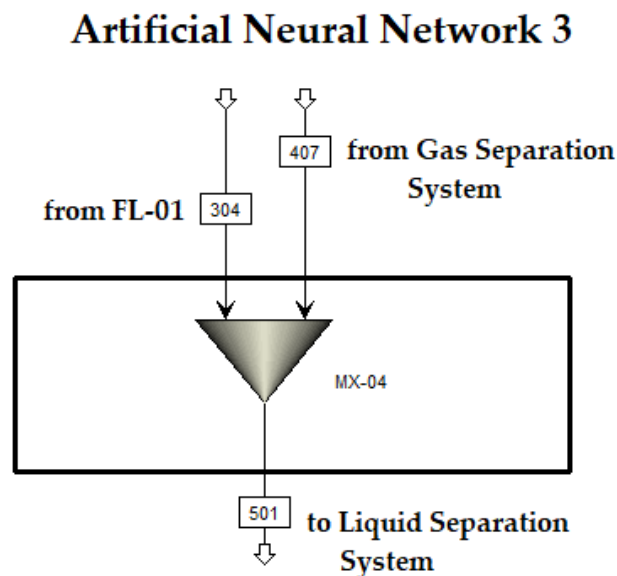 Artificial Neural Network 3
407
from Gas Separation
System
from FL-01
304
MX-04
501
to Liquid Separation
System